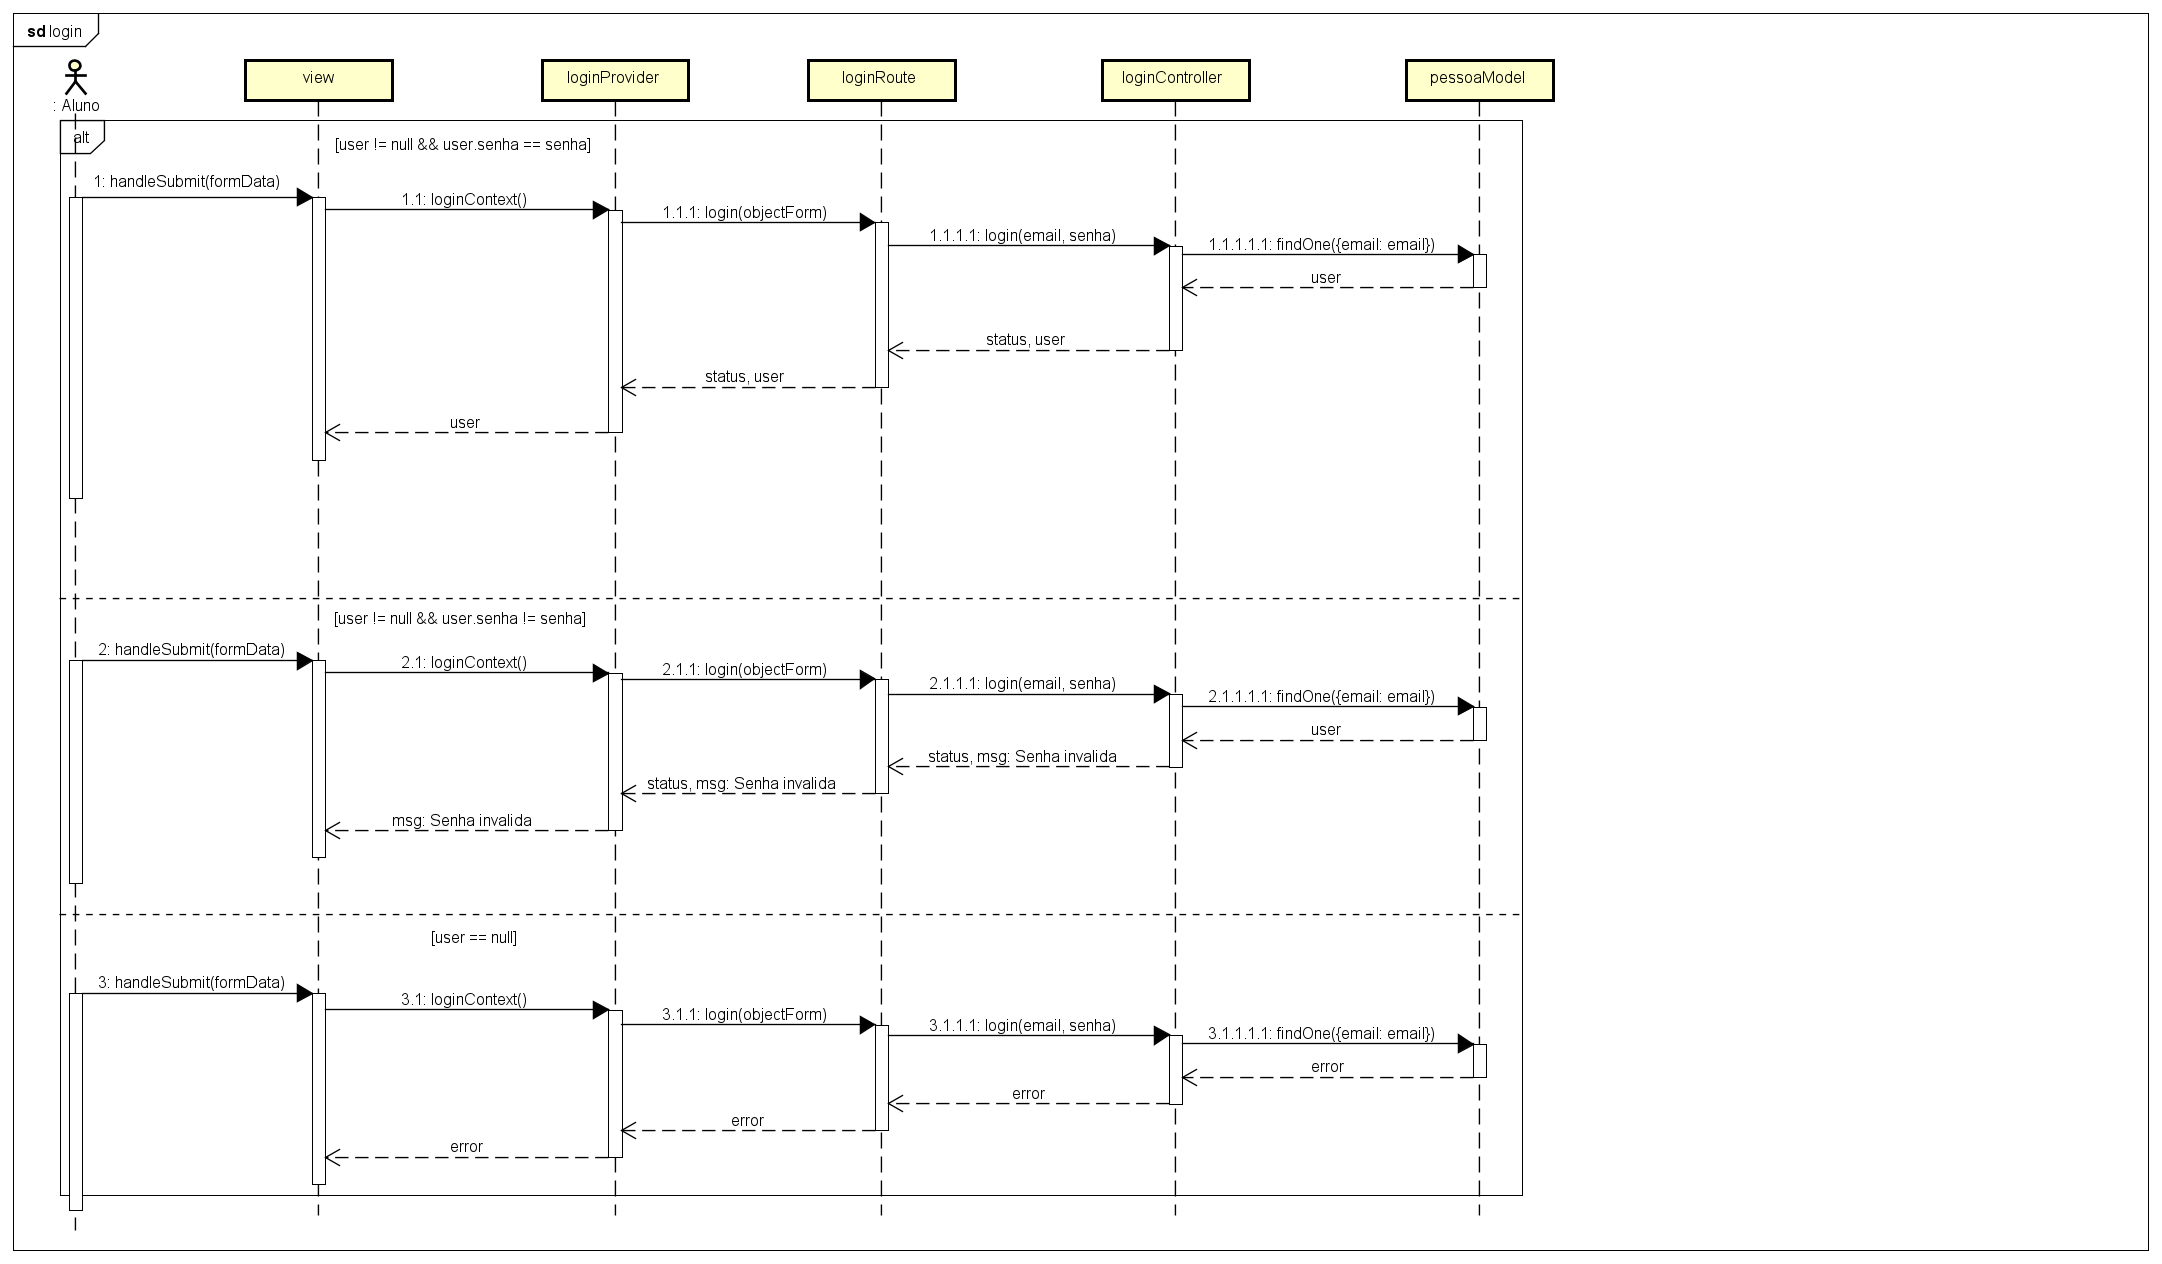 sd login
: Aluno
view
loginProvider
loginRoute
loginController
pessoaModel
alt
[user != null && user.senha == senha]
1: handleSubmit(formData)
1.1: loginContext()
1.1.1: login(objectForm)
1.1.1.1: login(email, senha)
1.1.1.1.1: findOne({email: email})
user
status, user
status, user
user
[user != null && user.senha != senha]
2: handleSubmit(formData)
2.1: loginContext()
2.1.1: login(objectForm)
2.1.1.1: login(email, senha)
2.1.1.1.1: findOne({email: email})
user
status, msg: Senha invalida
status, msg: Senha invalida
msg: Senha invalida
[user == null]
3: handleSubmit(formData)
3.1: loginContext()
3.1.1: login(objectForm)
3.1.1.1: login(email, senha)
3.1.1.1.1: findOne({email: email})
error
error
error
error